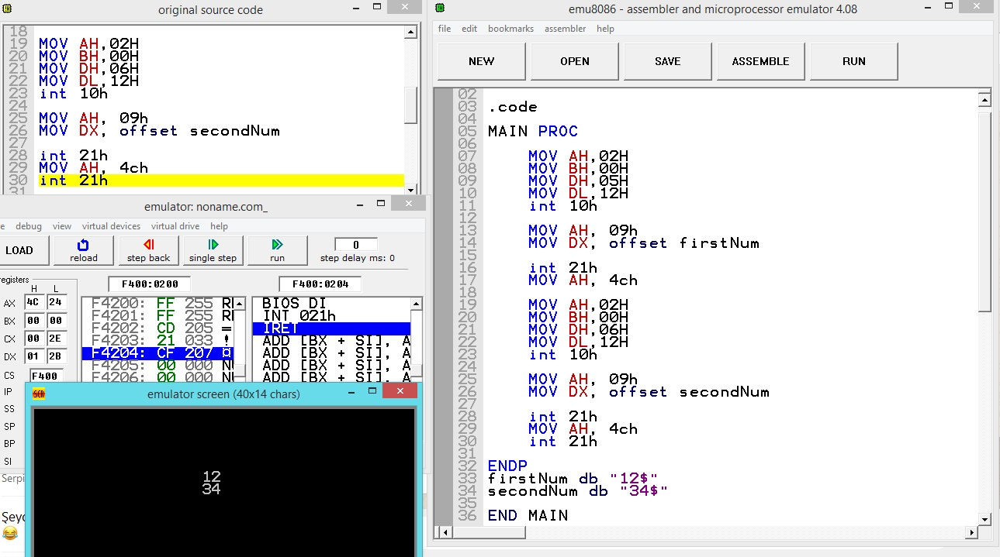 original source code
18
19 MOV AH,02H
20 MOV BH,00H
21 MOV DH,06H
22 MOV DL,12H
23 int 10h
24
25 MOV AH, 09h
26 MOV DX, offset secondNum
27
28 int 21h
29 MOV AH, 4ch
30 int 21h
31
emulator: noname.com_
debug view virtual devices virtual drive help
LOAD reload step back single step run 0
step delay ms: 0
registers
H L
F400:0200 F400:0204
AX 4C 24
BX 00 00
CX 00 2E
DX 01 2B
CS F400
IP
SS
SP
BP
SI
F4200: FF 255
F4201: FF 255
F4202: CD 205 =
F4203: 21 033 !
F4204: CF 207 ¤
F4205: 00 000
F4206: 00 000
BIOS DI
INT 021h
IRET
ADD [BX + SI], A
ADD [BX + SI], A
ADD [BX + SI], A
ADD [BX + SI], A
SCR emulator screen (40x14 chars)
12
34
Serpi
emu8086 - assembler and microprocessor emulator 4.08
file edit bookmarks assembler help
NEW OPEN SAVE ASSEMBLE RUN
02
03 .code
04
05 MAIN PROC
06
07 MOV AH,02H
08 MOV BH,00H
09 MOV DH,05H
10 MOV DL,12H
11 int 10h
12
13 MOV AH, 09h
14 MOV DX, offset firstNum
15
16 int 21h
17 MOV AH, 4ch
18
19 MOV AH,02H
20 MOV BH,00H
21 MOV DH,06H
22 MOV DL,12H
23 int 10h
24
25 MOV AH, 09h
26 MOV DX, offset secondNum
27
28 int 21h
29 MOV AH, 4ch
30 int 21h
31
32 ENDP
33 firstNum db "12$"
34 secondNum db "34$"
35
36 END MAIN